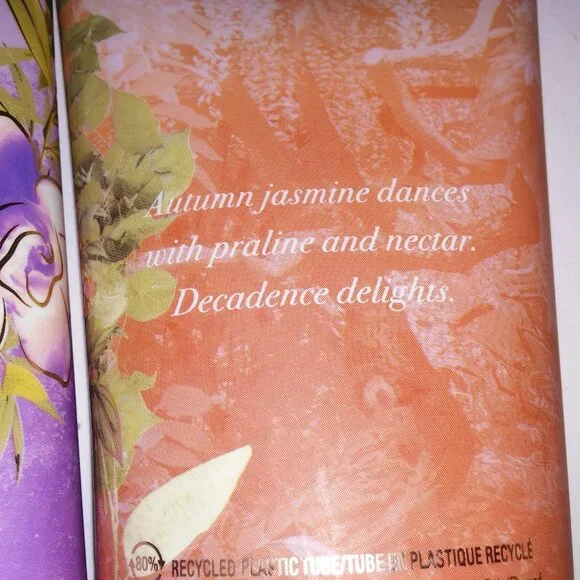 Autumn jasmine dances
with praline and nectar.
Decadence delights.
80% RECYCLED PLASTIC TUBE/TUBE EN PLASTIQUE RECYCLÉ